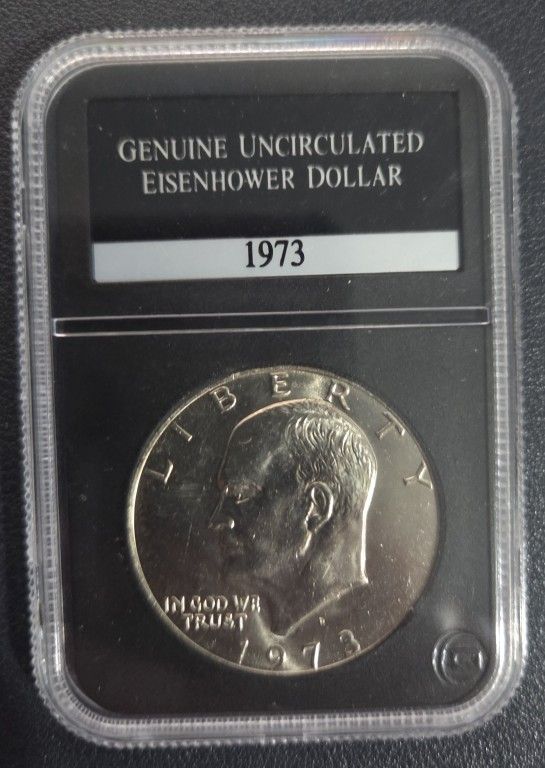 GENUINE UNCIRCULATED
EISENHOWER DOLLAR
1973
LIBERTY
IN GOD WE
TRUST
1973